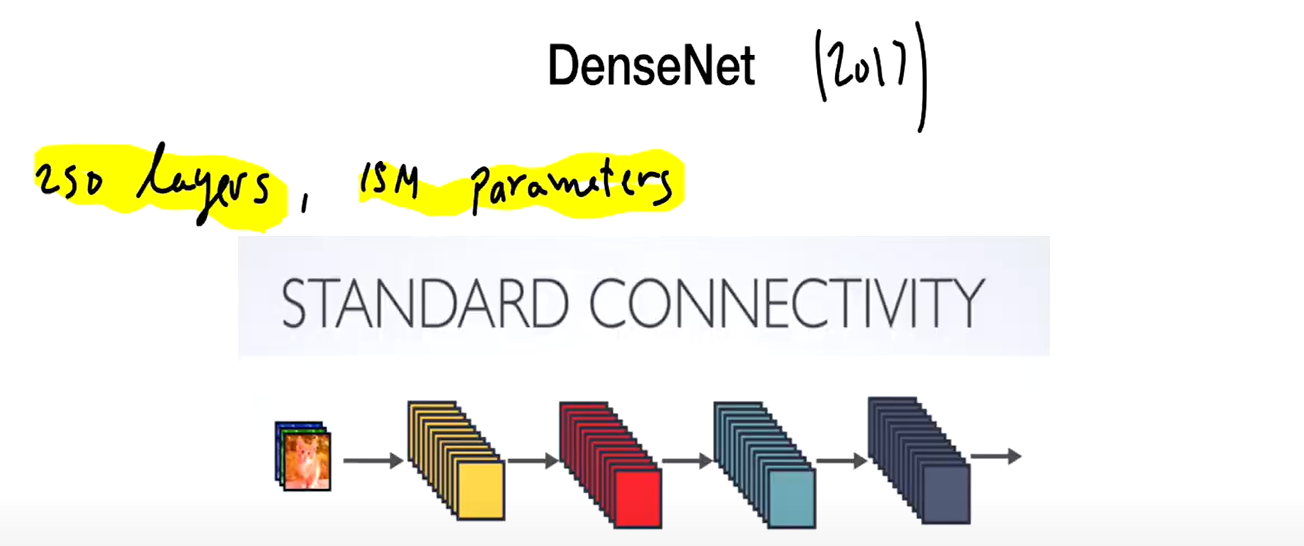 DenseNet (2017)
250 layers, 15M parameters
STANDARD CONNECTIVITY